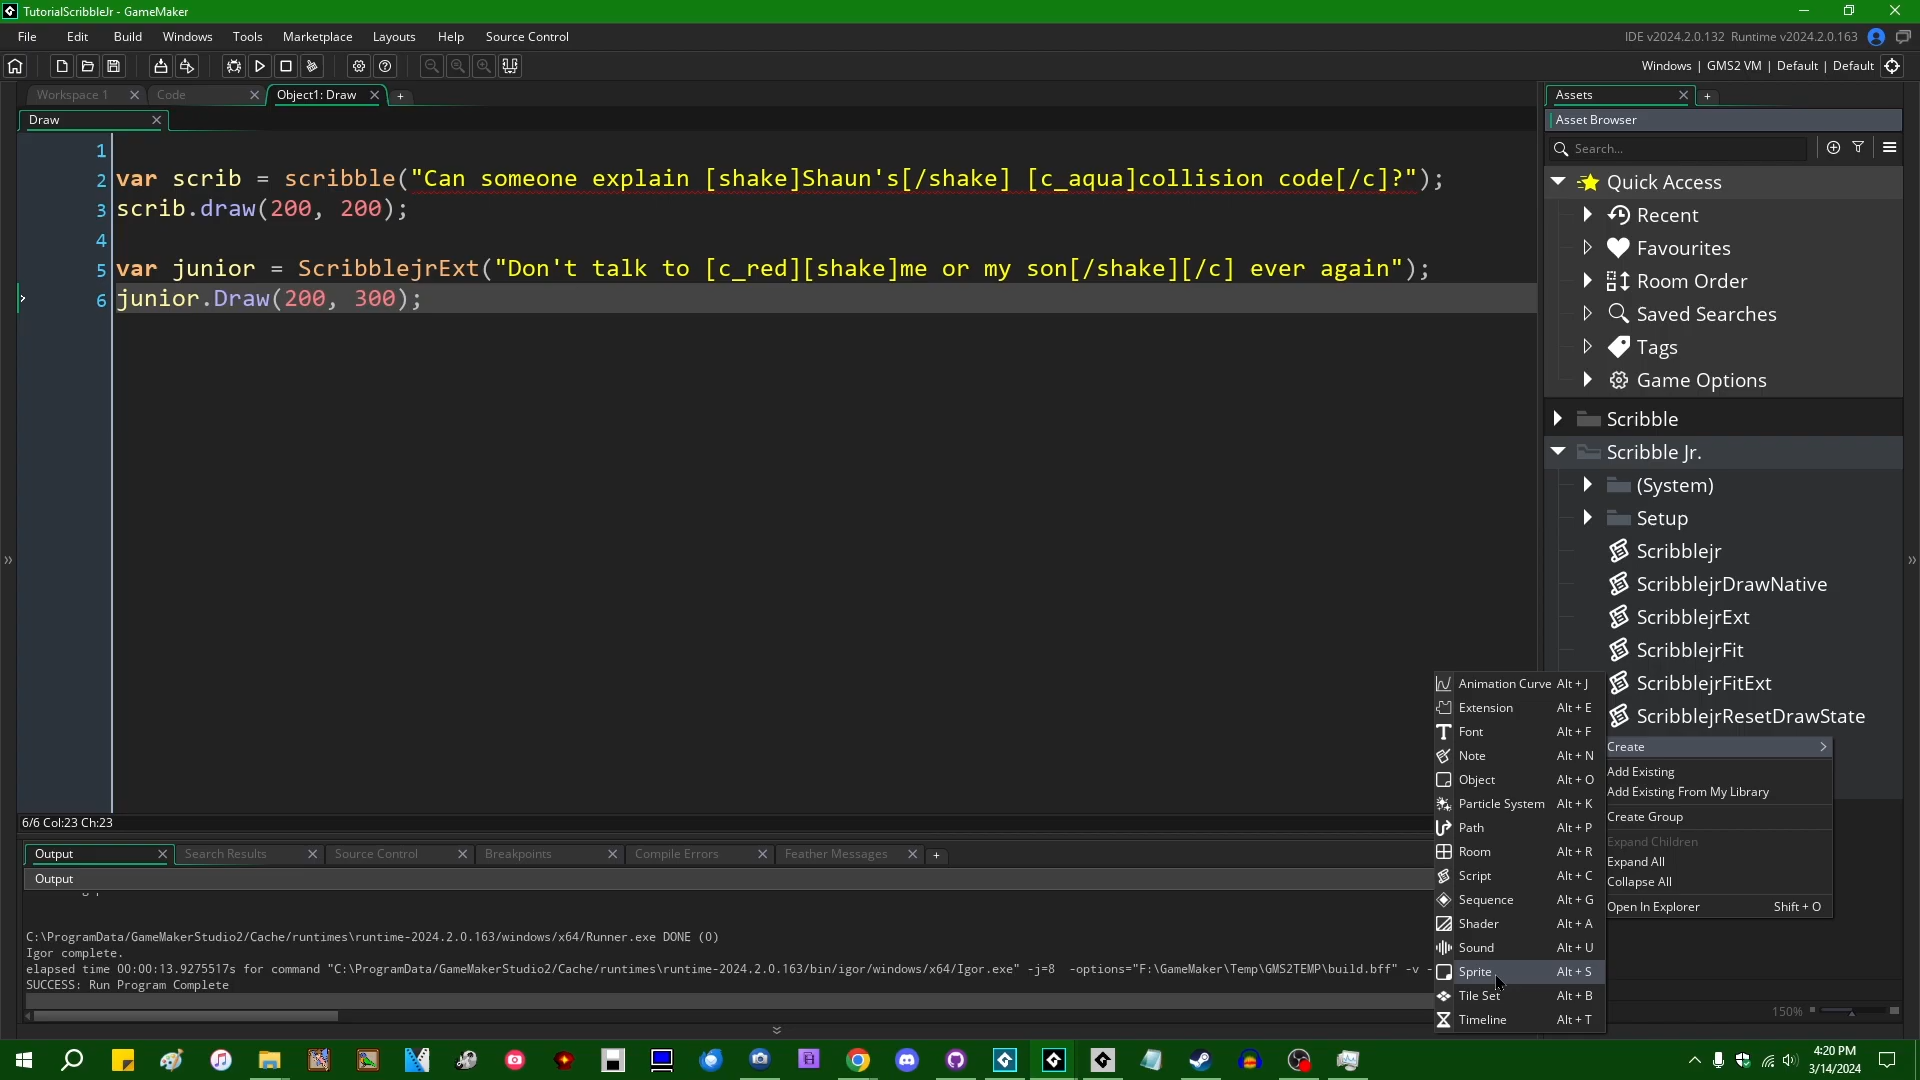 TutorialScribbleJr - GameMaker
File Edit Build Windows Tools Marketplace Layouts Help Source Control
IDE v2024.2.0.132 Runtime v2024.2.0.163
Windows | GMS2 VM | Default | Default
Workspace 1 Code Object1: Draw
Draw
1
2 var scrib = scribble("Can someone explain [shake]Shaun's[/shake] [c_aqua]collision code[/c]?");
3 scrib.draw(200, 200);
4
5 var junior = ScribblejrExt("Don't talk to [c_red][shake]me or my son[/shake][/c] ever again");
6 junior.Draw(200, 300);
6/6 Col:23 Ch:23
Output Search Results Source Control Breakpoints Compile Errors Feather Messages
Output
C:\ProgramData/GameMakerStudio2/Cache/runtimes\runtime-2024.2.0.163/windows/x64/Runner.exe DONE (0)
Igor complete.
elapsed time 00:00:13.9275517s for command "C:\ProgramData/GameMakerStudio2/Cache/runtimes\runtime-2024.2.0.163/bin/igor/windows/x64/Igor.exe" -j=8 -options="F:\GameMaker\Temp\GMS2TEMP\build.bff" -v -
SUCCESS: Run Program Complete
Assets
Asset Browser
Search...
Quick Access
Recent
Favourites
Room Order
Saved Searches
Tags
Game Options
Scribble
Scribble Jr.
(System)
Setup
Scribblejr
ScribblejrDrawNative
ScribblejrExt
ScribblejrFit
ScribblejrFitExt
ScribblejrResetDrawState
Create
Add Existing
Add Existing From My Library
Create Group
Expand Children
Expand All
Collapse All
Open In Explorer Shift + O
Animation Curve Alt + J
Extension Alt + E
Font Alt + F
Note Alt + N
Object Alt + O
Particle System Alt + K
Path Alt + P
Room Alt + R
Script Alt + C
Sequence Alt + G
Shader Alt + A
Sound Alt + U
Sprite Alt + S
Tile Set Alt + B
Timeline Alt + T
150%
4:20 PM
3/14/2024